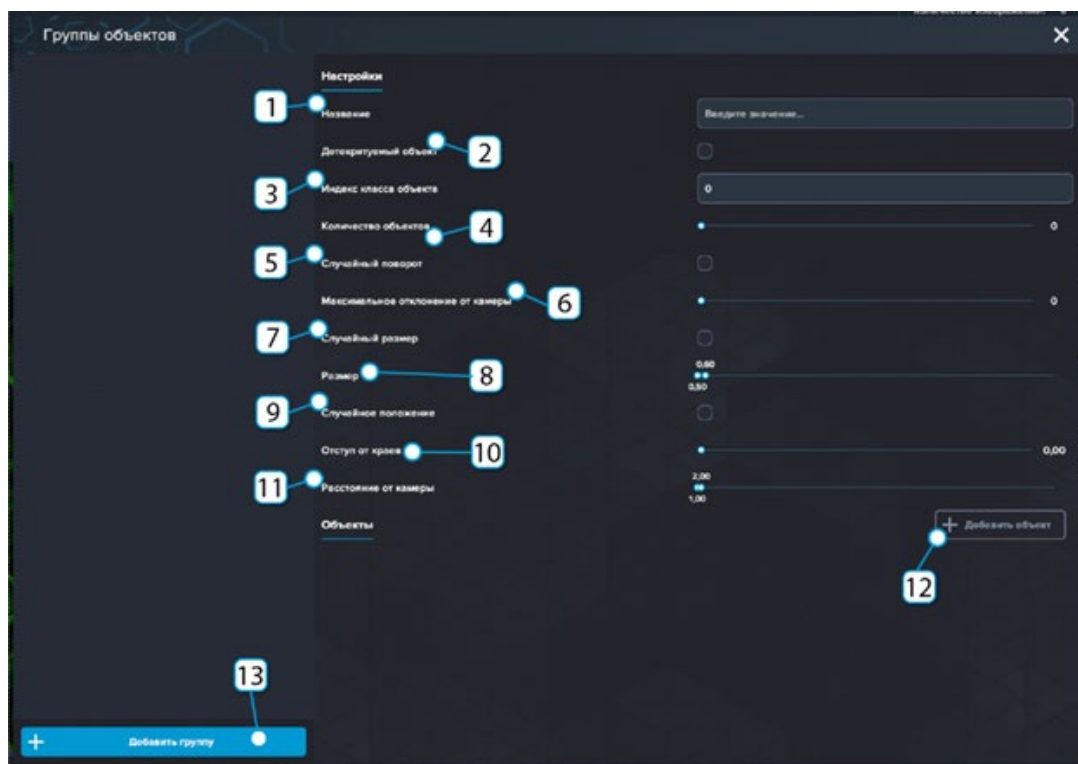 Группы объектов
Настройки
1 Название Введите значение...
Детекритуемый объект 2
3 Индекс класса объекта 0
Количество объектов 4 0
5 Случайный поворот
Максимальное отклонение от камеры 6 0
7 Случайный размер
Размер 8 0,60 0,50
9 Случайное положение
Отступ от краев 10 0,00
11 Расстояние от камеры 2,00 1,00
Объекты Добавить объект
12
13
Добавить группу